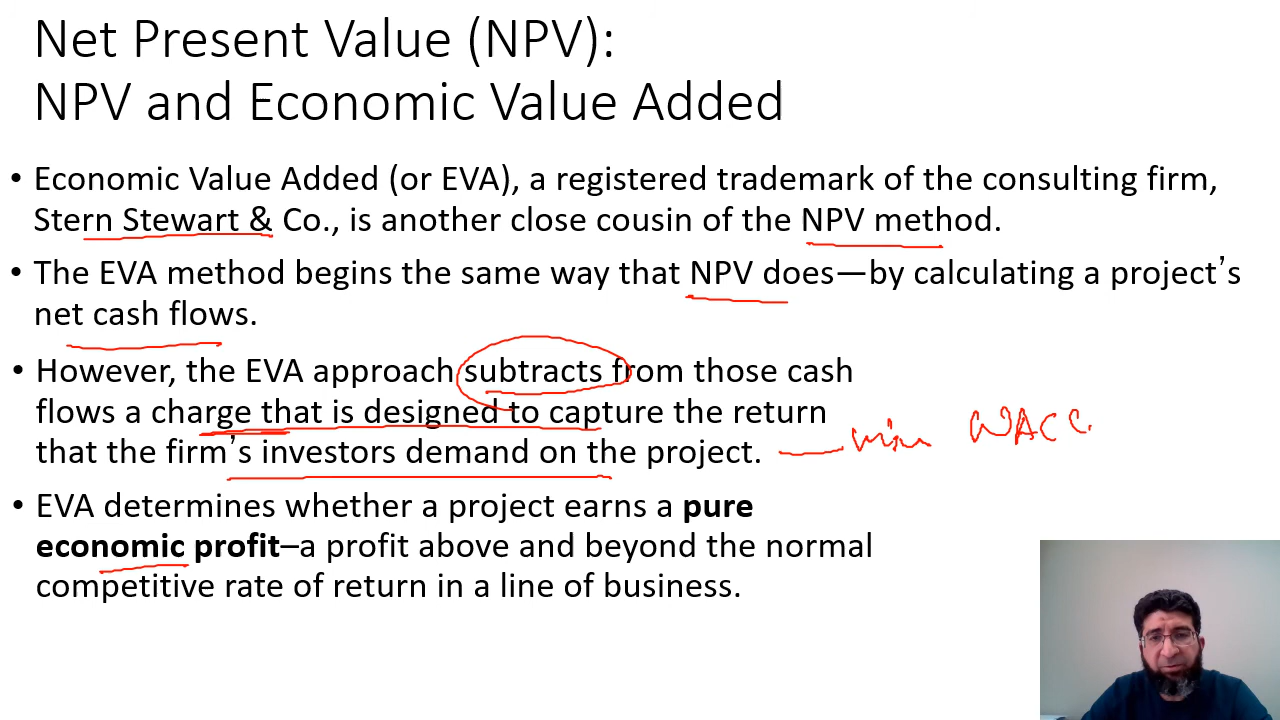 Net Present Value (NPV):
NPV and Economic Value Added
• Economic Value Added (or EVA), a registered trademark of the consulting firm,
Stern Stewart & Co., is another close cousin of the NPV method.
• The EVA method begins the same way that NPV does—by calculating a project’s
net cash flows.
• However, the EVA approach subtracts from those cash
flows a charge that is designed to capture the return
that the firm’s investors demand on the project.
WACC
• EVA determines whether a project earns a pure
economic profit–a profit above and beyond the normal
competitive rate of return in a line of business.